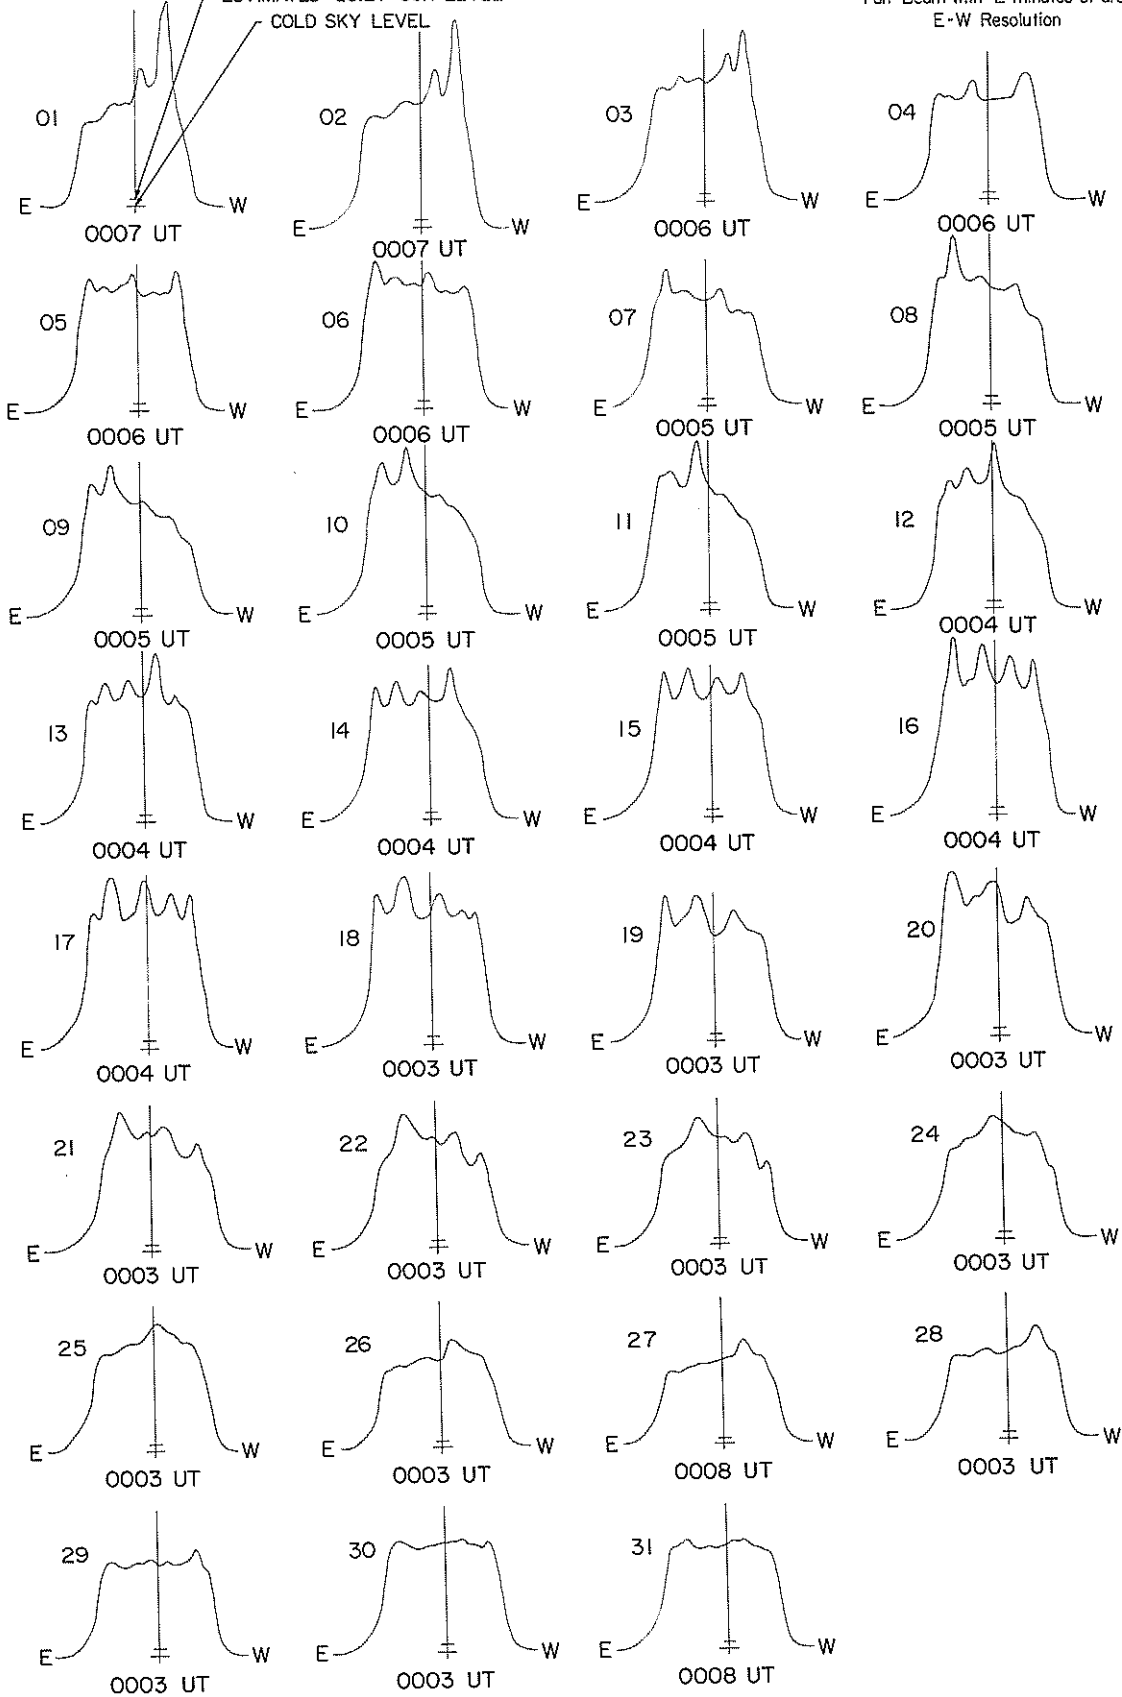 COLD SKY LEVEL
E-W Resolution
01 02 03 04
E W E W E W E W
0007 UT 0007 UT 0006 UT 0006 UT
05 06 07 08
E W E W E W E W
0006 UT 0006 UT 0005 UT 0005 UT
09 10 11 12
E W E W E W E W
0005 UT 0005 UT 0005 UT 0004 UT
13 14 15 16
E W E W E W E W
0004 UT 0004 UT 0004 UT 0004 UT
17 18 19 20
E W E W E W E W
0004 UT 0003 UT 0003 UT 0003 UT
21 22 23 24
E W E W E W E W
0003 UT 0003 UT 0003 UT 0003 UT
25 26 27 28
E W E W E W E W
0003 UT 0003 UT 0008 UT 0003 UT
29 30 31
E W E W E W
0003 UT 0003 UT 0008 UT